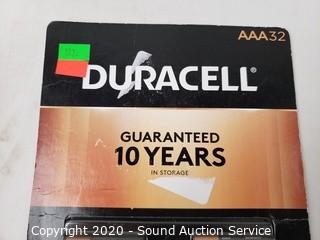 AAA32
DURACELL®
GUARANTEED
10 YEARS
IN STORAGE
Copyright 2020 - Sound Auction Service